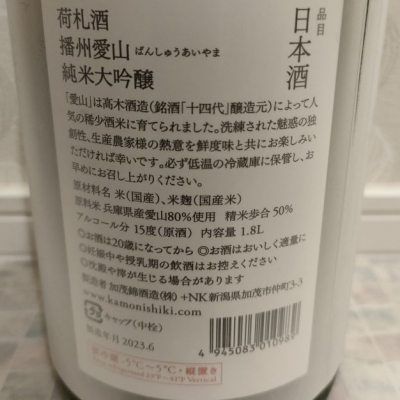 品目
日本酒
荷札酒
播州愛山 ばんしゅうあいやま
純米大吟醸
「愛山」は高木酒造（銘酒「十四代」醸造元）によって人
気の稀少酒米に育てられました。洗練された魅惑の独
創性、生産農家様の熱意を鮮度味と共にお楽しみい
ただければ幸いです。必ず低温の冷蔵庫に保管し、お
早めにお召し上がりください。
原材料名 米（国産）、米麹（国産米）
原料米 兵庫県産愛山80%使用 精米歩合 50%
アルコール分 15度（原酒） 内容量 1.8L
◎お酒は20歳になってから ◎お酒はおいしく適量に
◎妊娠中や授乳期の飲酒はお控えください
◎沈殿や滓が生じる場合があります
製造者 加茂錦酒造（株） +NK 新潟県加茂市仲町3-3
www.kamonishiki.com
キャップ（中栓）
製造年月 2023.6
4 945083 010989
-5℃〜5℃・縦置き
23°F〜41°F Vertical